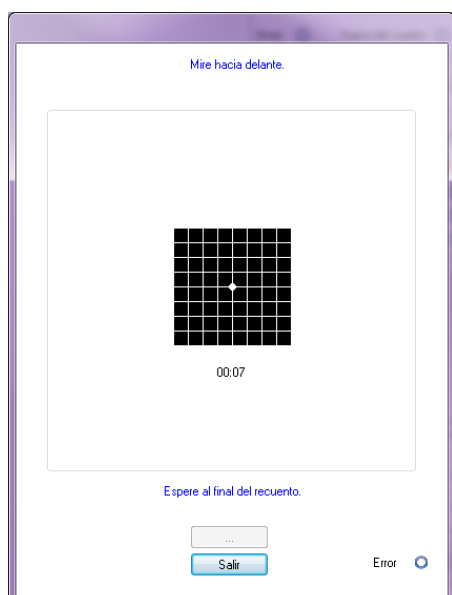 Mire hacia delante.
00:07
Espere al final del recuento.
...
Salir
Error